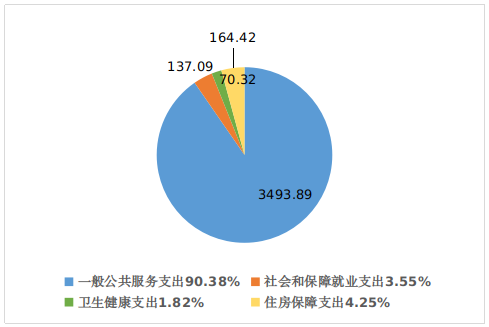 164.42
137.09
70.32
3493.89
一般公共服务支出90.38%
社会和保障就业支出3.55%
卫生健康支出1.82%
住房保障支出4.25%